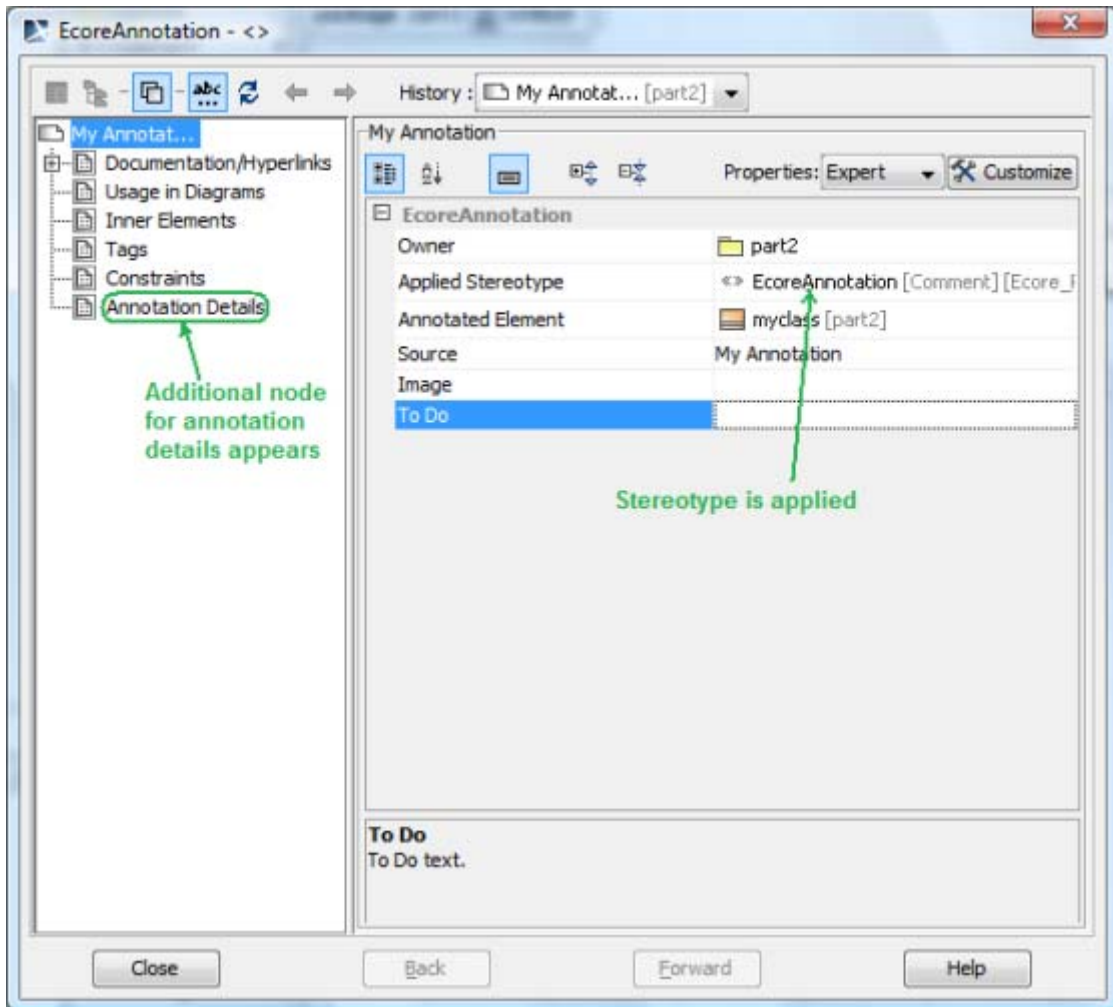 EcoreAnnotation - <>
abc
...
History : My Annotat... [part2]
My Annotat...
Documentation/Hyperlinks
Usage in Diagrams
Inner Elements
Tags
Constraints
Annotation Details
Additional node
for annotation
details appears
My Annotation
Properties: Expert Customize
EcoreAnnotation
Owner part2
Applied Stereotype <> EcoreAnnotation [Comment] [Ecore_
Annotated Element myclass [part2]
Source My Annotation
Image
To Do
Stereotype is applied
To Do
To Do text.
Close Back Forward Help